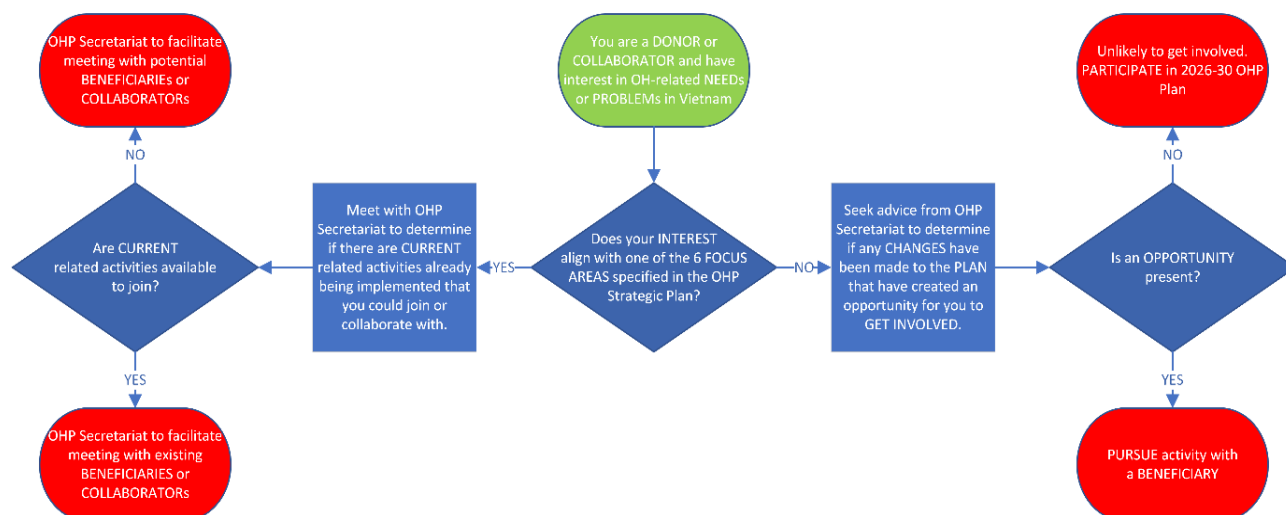 OHP Secretariat to facilitate
meeting with potential
BENEFICIARIEs or
COLLABORATORs
You are a DONOR or
COLLABORATOR and have
interest in OH-related NEEDs
or PROBLEMs in Vietnam
Unlikely to get involved.
PARTICIPATE in 2026-30 OHP
Plan
NO
NO
Are CURRENT
related activities available
to join?
Meet with OHP
Secretariat to determine
if there are CURRENT
related activities already
being implemented that
you could join or
collaborate with.
YES
Does your INTEREST
align with one of the 6 FOCUS
AREAS specified in the OHP
Strategic Plan?
NO
Seek advice from OHP
Secretariat to determine
if any CHANGES have
been made to the PLAN
that have created an
opportunity for you to
GET INVOLVED.
Is an OPPORTUNITY
present?
YES
YES
OHP Secretariat to facilitate
meeting with existing
BENEFICIARIES or
COLLABORATORs
PURSUE activity with
a BENEFICIARY